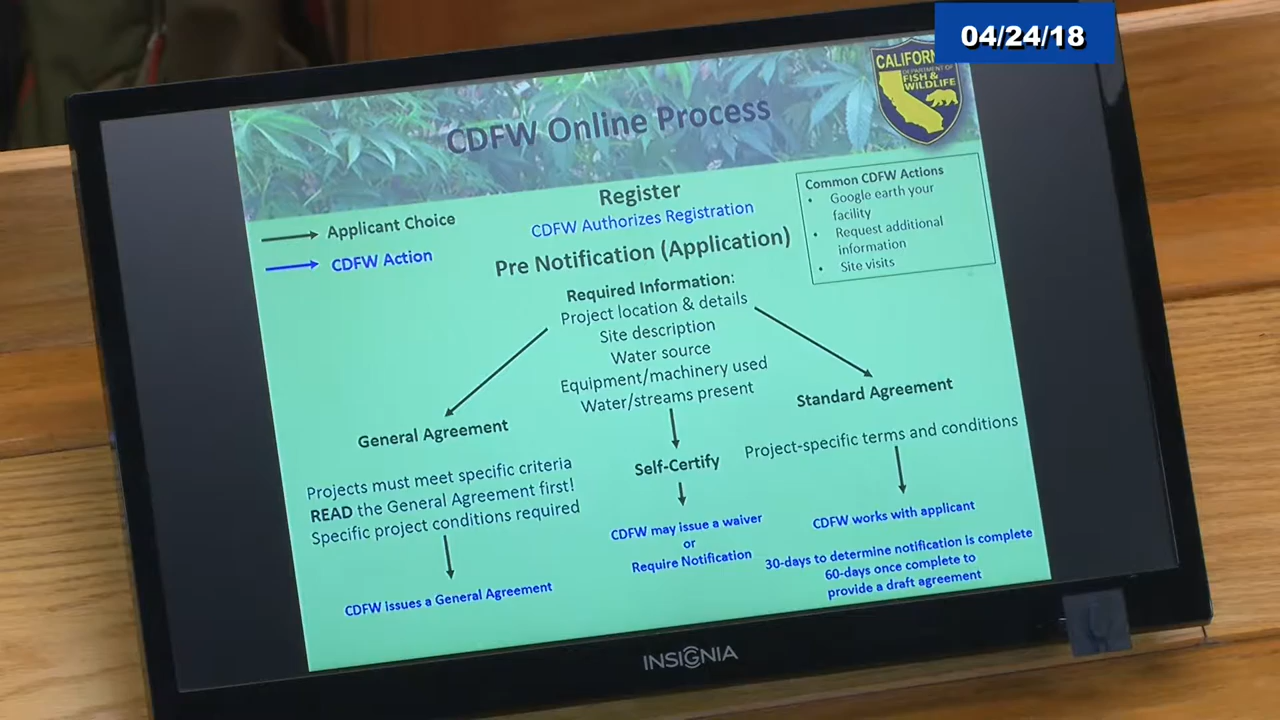 04/24/18
CALIFORN
DEPARTMENT OF
FISH &
WILDLIFE
CDFW Online Process
Register
CDFW Authorizes Registration
Pre Notification (Application)
Applicant Choice
CDFW Action
Common CDFW Actions
• Google earth your
facility
• Request additional
information
• Site visits
Required Information:
Project location & details
Site description
Water source
Equipment/machinery used
Water/streams present
General Agreement
Projects must meet specific criteria
READ the General Agreement first!
Specific project conditions required
CDFW issues a General Agreement
Self-Certify
CDFW may issue a waiver
or
Require Notification
Standard Agreement
Project-specific terms and conditions
CDFW works with applicant
30-days to determine notification is complete
60-days once complete to
provide a draft agreement
INSIGNIA